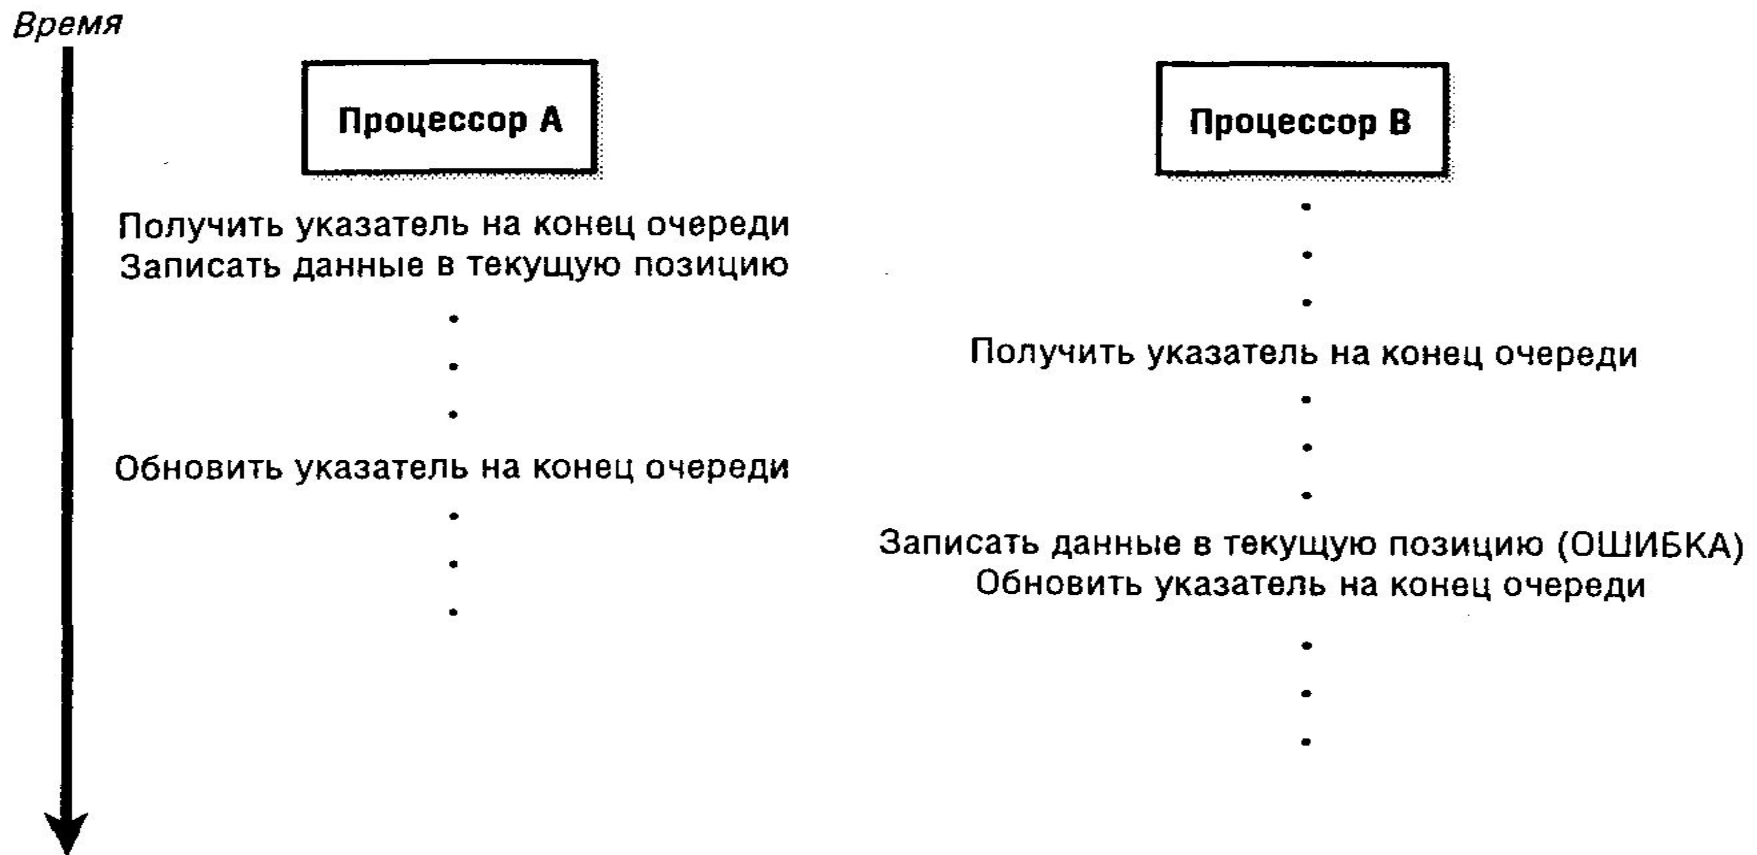 Время
Процессор А
Процессор В
Получить указатель на конец очереди
Записать данные в текущую позицию
Получить указатель на конец очереди
Обновить указатель на конец очереди
Записать данные в текущую позицию (ОШИБКА)
Обновить указатель на конец очереди